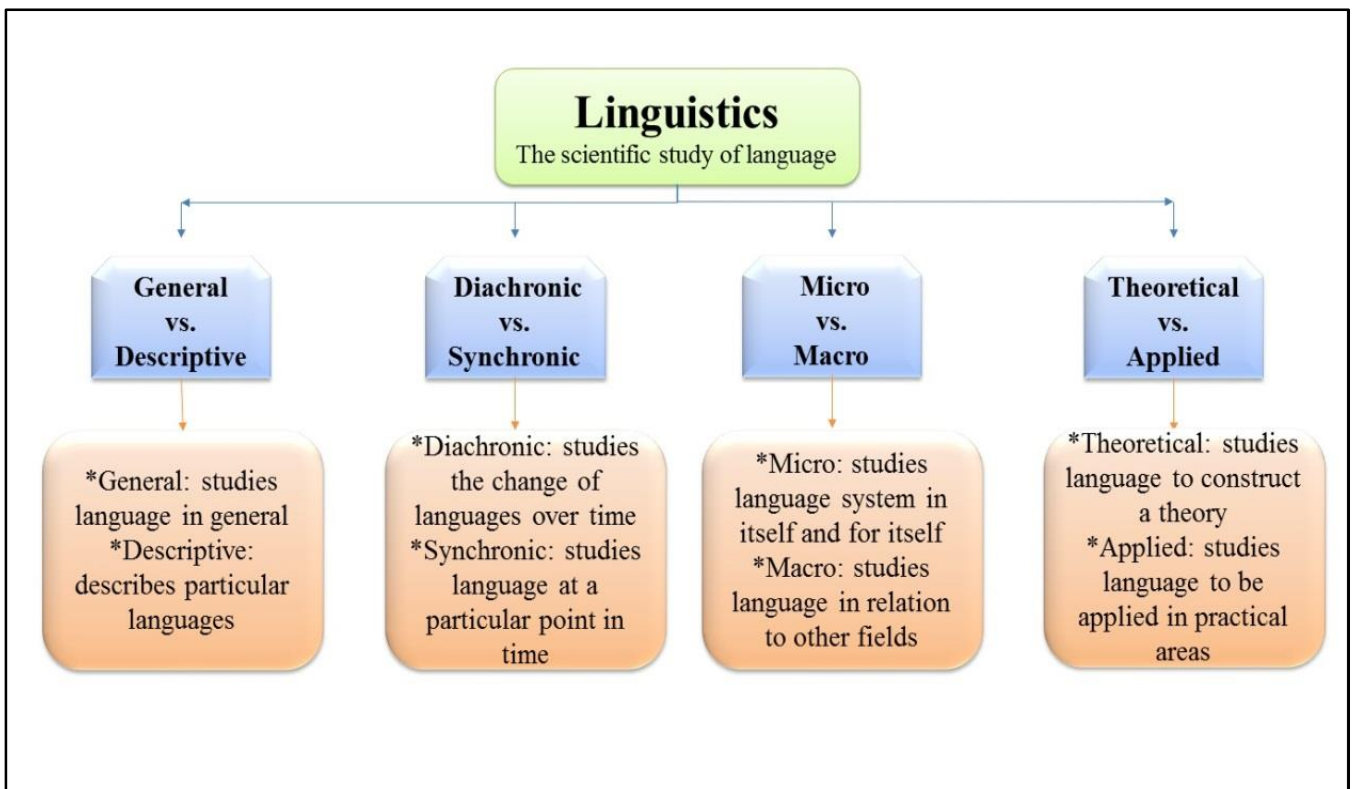 Linguistics
The scientific study of language
General
vs.
Descriptive
Diachronic
vs.
Synchronic
Micro
vs.
Macro
Theoretical
vs.
Applied
*General: studies
language in general
*Descriptive:
describes particular
languages
*Diachronic: studies
the change of
languages over time
*Synchronic: studies
language at a
particular point in
time
*Micro: studies
language system in
itself and for itself
*Macro: studies
language in relation
to other fields
*Theoretical: studies
language to construct
a theory
*Applied: studies
language to be
applied in practical
areas